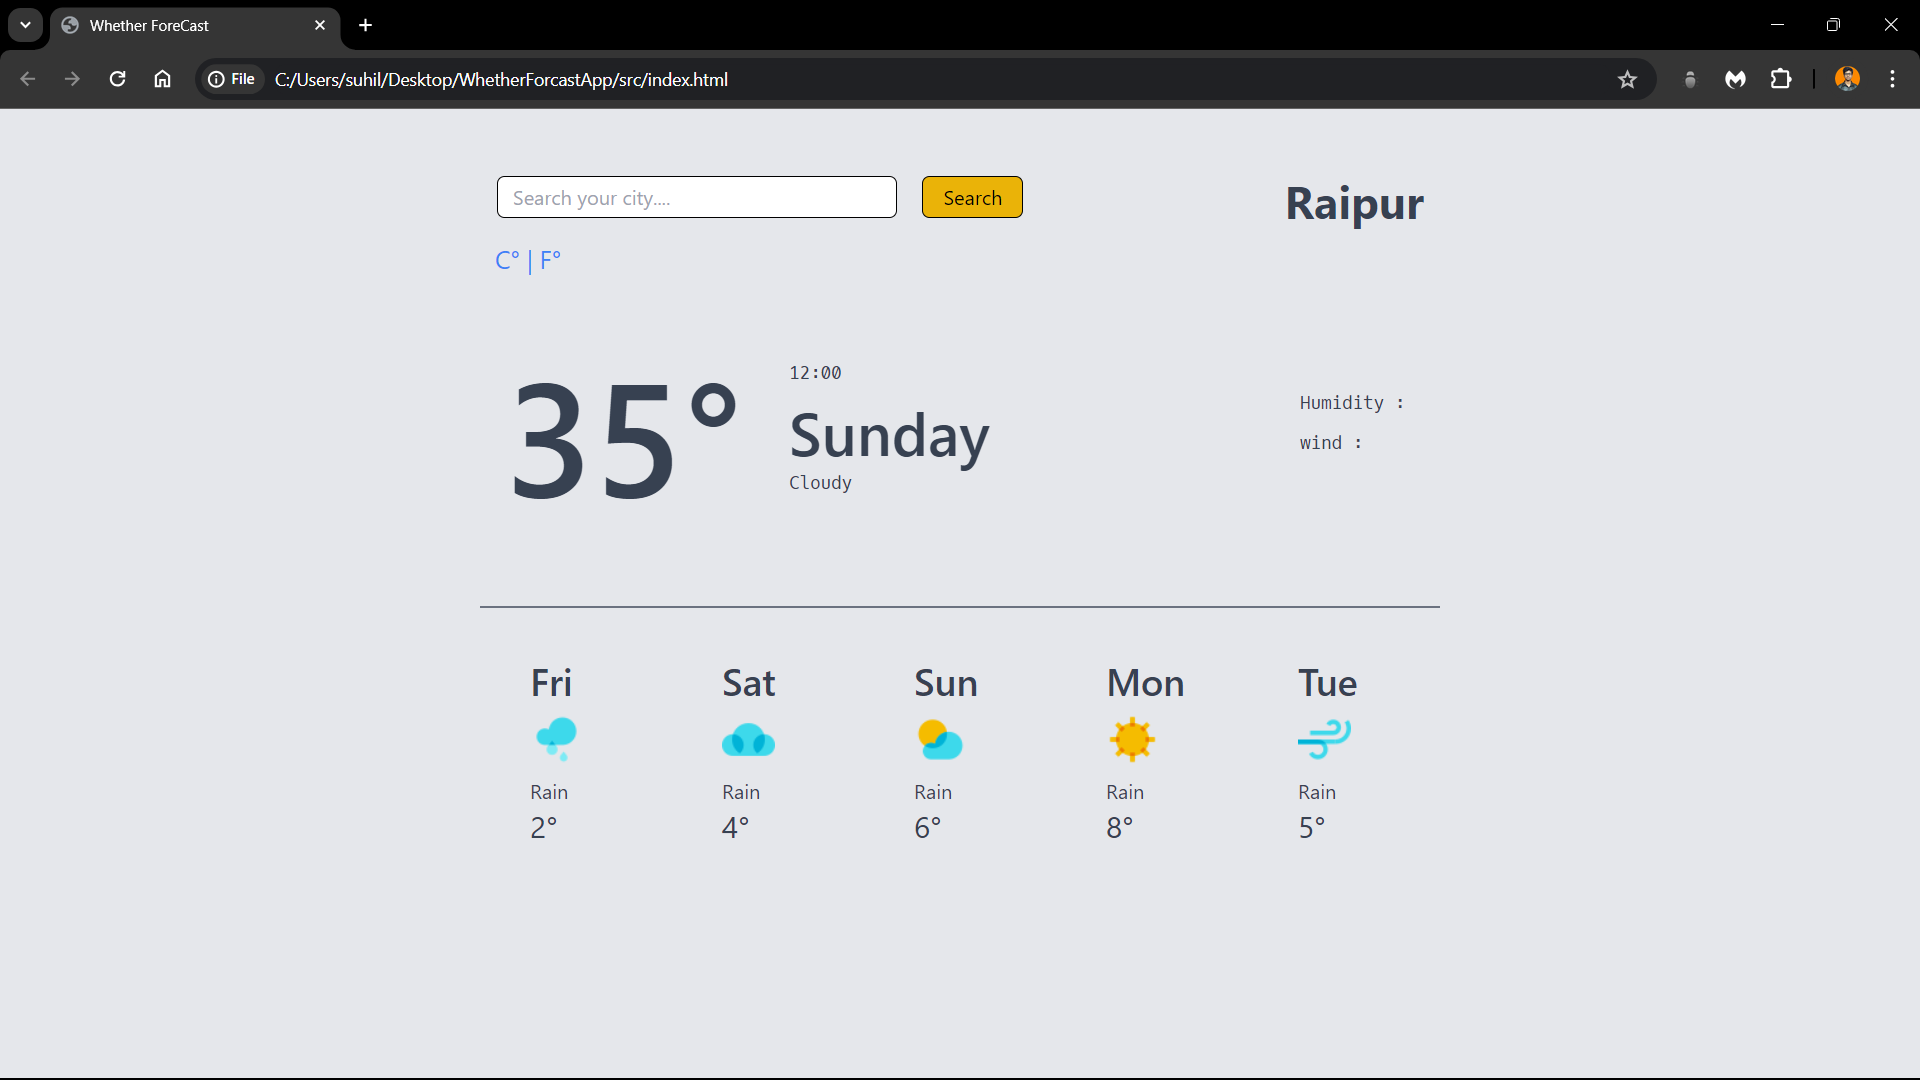 Whether ForeCast
File C:/Users/suhil/Desktop/WhetherForcastApp/src/index.html
Search your city.... Search Raipur
C° | F°
35°
12:00
Sunday
Cloudy
Humidity :
wind :
Fri Sat Sun Mon Tue
Rain Rain Rain Rain Rain
2° 4° 6° 8° 5°